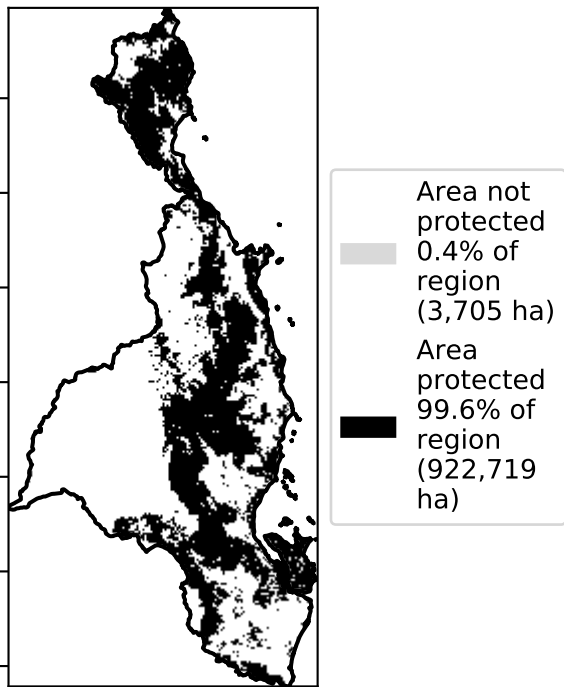 Area not
protected
0.4% of
region
(3,705 ha)
Area
protected
99.6% of
region
(922,719
ha)